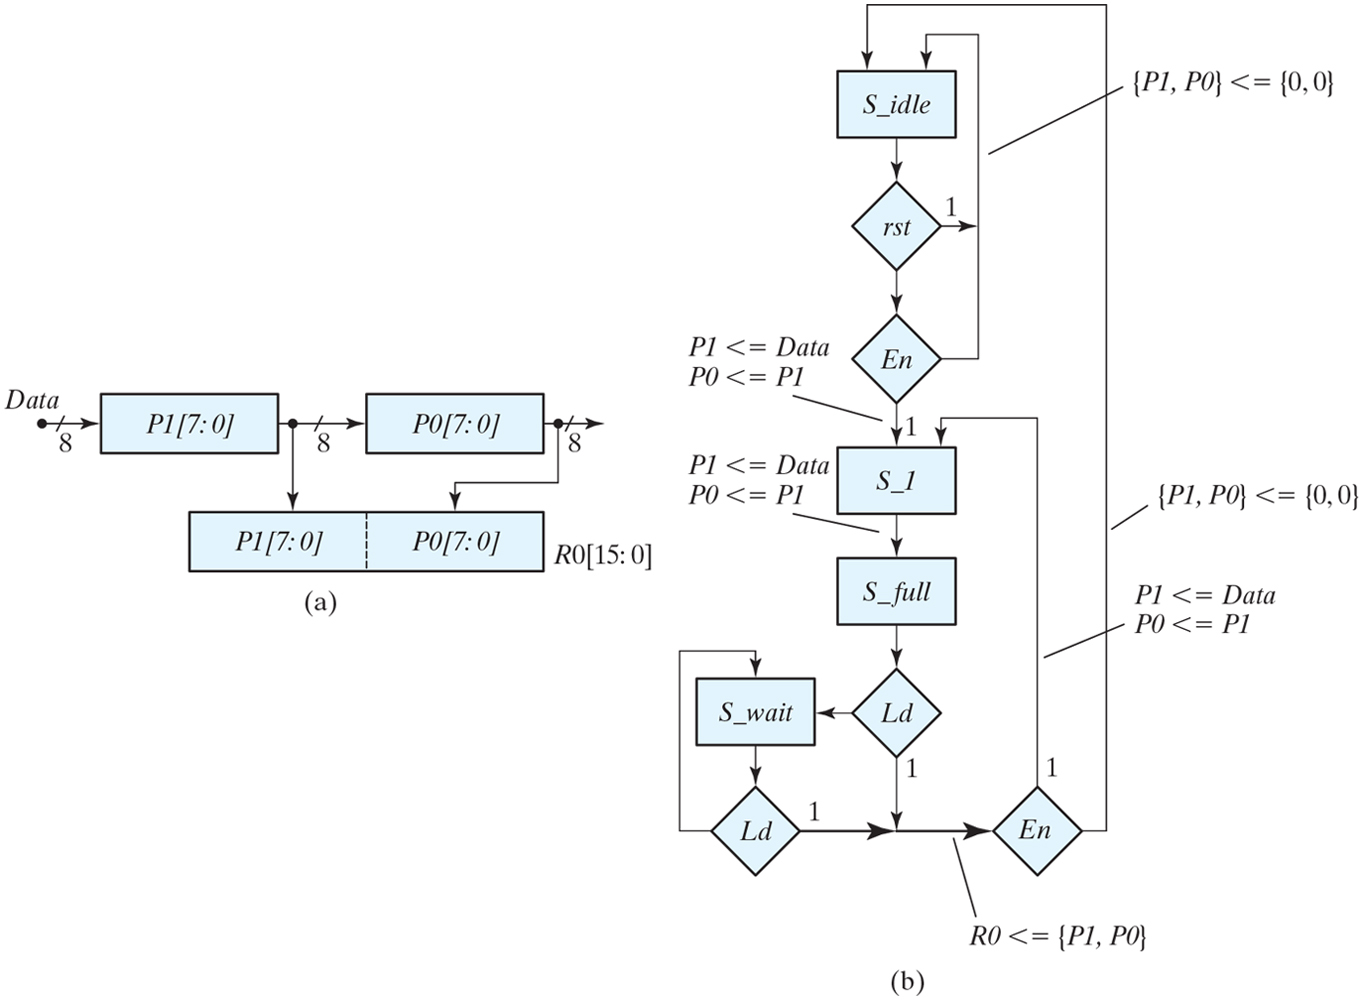 Data
8
P1[7:0]
8
P0[7:0]
8
P1[7:0]
P0[7:0]
R0[15:0]
(a)
S_idle
{P1, P0} <= {0, 0}
rst
1
En
P1 <= Data
P0 <= P1
1
P1 <= Data
P0 <= P1
S_1
{P1, P0} <= {0, 0}
S_full
P1 <= Data
P0 <= P1
S_wait
Ld
1
1
Ld
1
En
R0 <= {P1, P0}
(b)